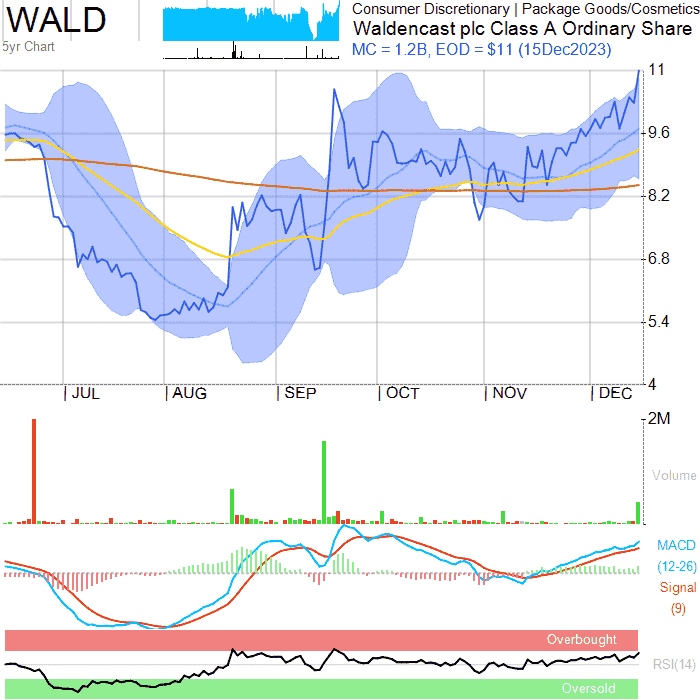 WALD
5yr Chart
Consumer Discretionary | Package Goods/Cosmetics
Waldencast plc Class A Ordinary Share
MC = 1.2B, EOD = $11 (15Dec2023)
11
9.6
8.2
6.8
5.4
4
JUL
AUG
SEP
OCT
NOV
DEC
2M
Volume
MACD
(12-26)
Signal
(9)
Overbought
RSI(14)
Oversold